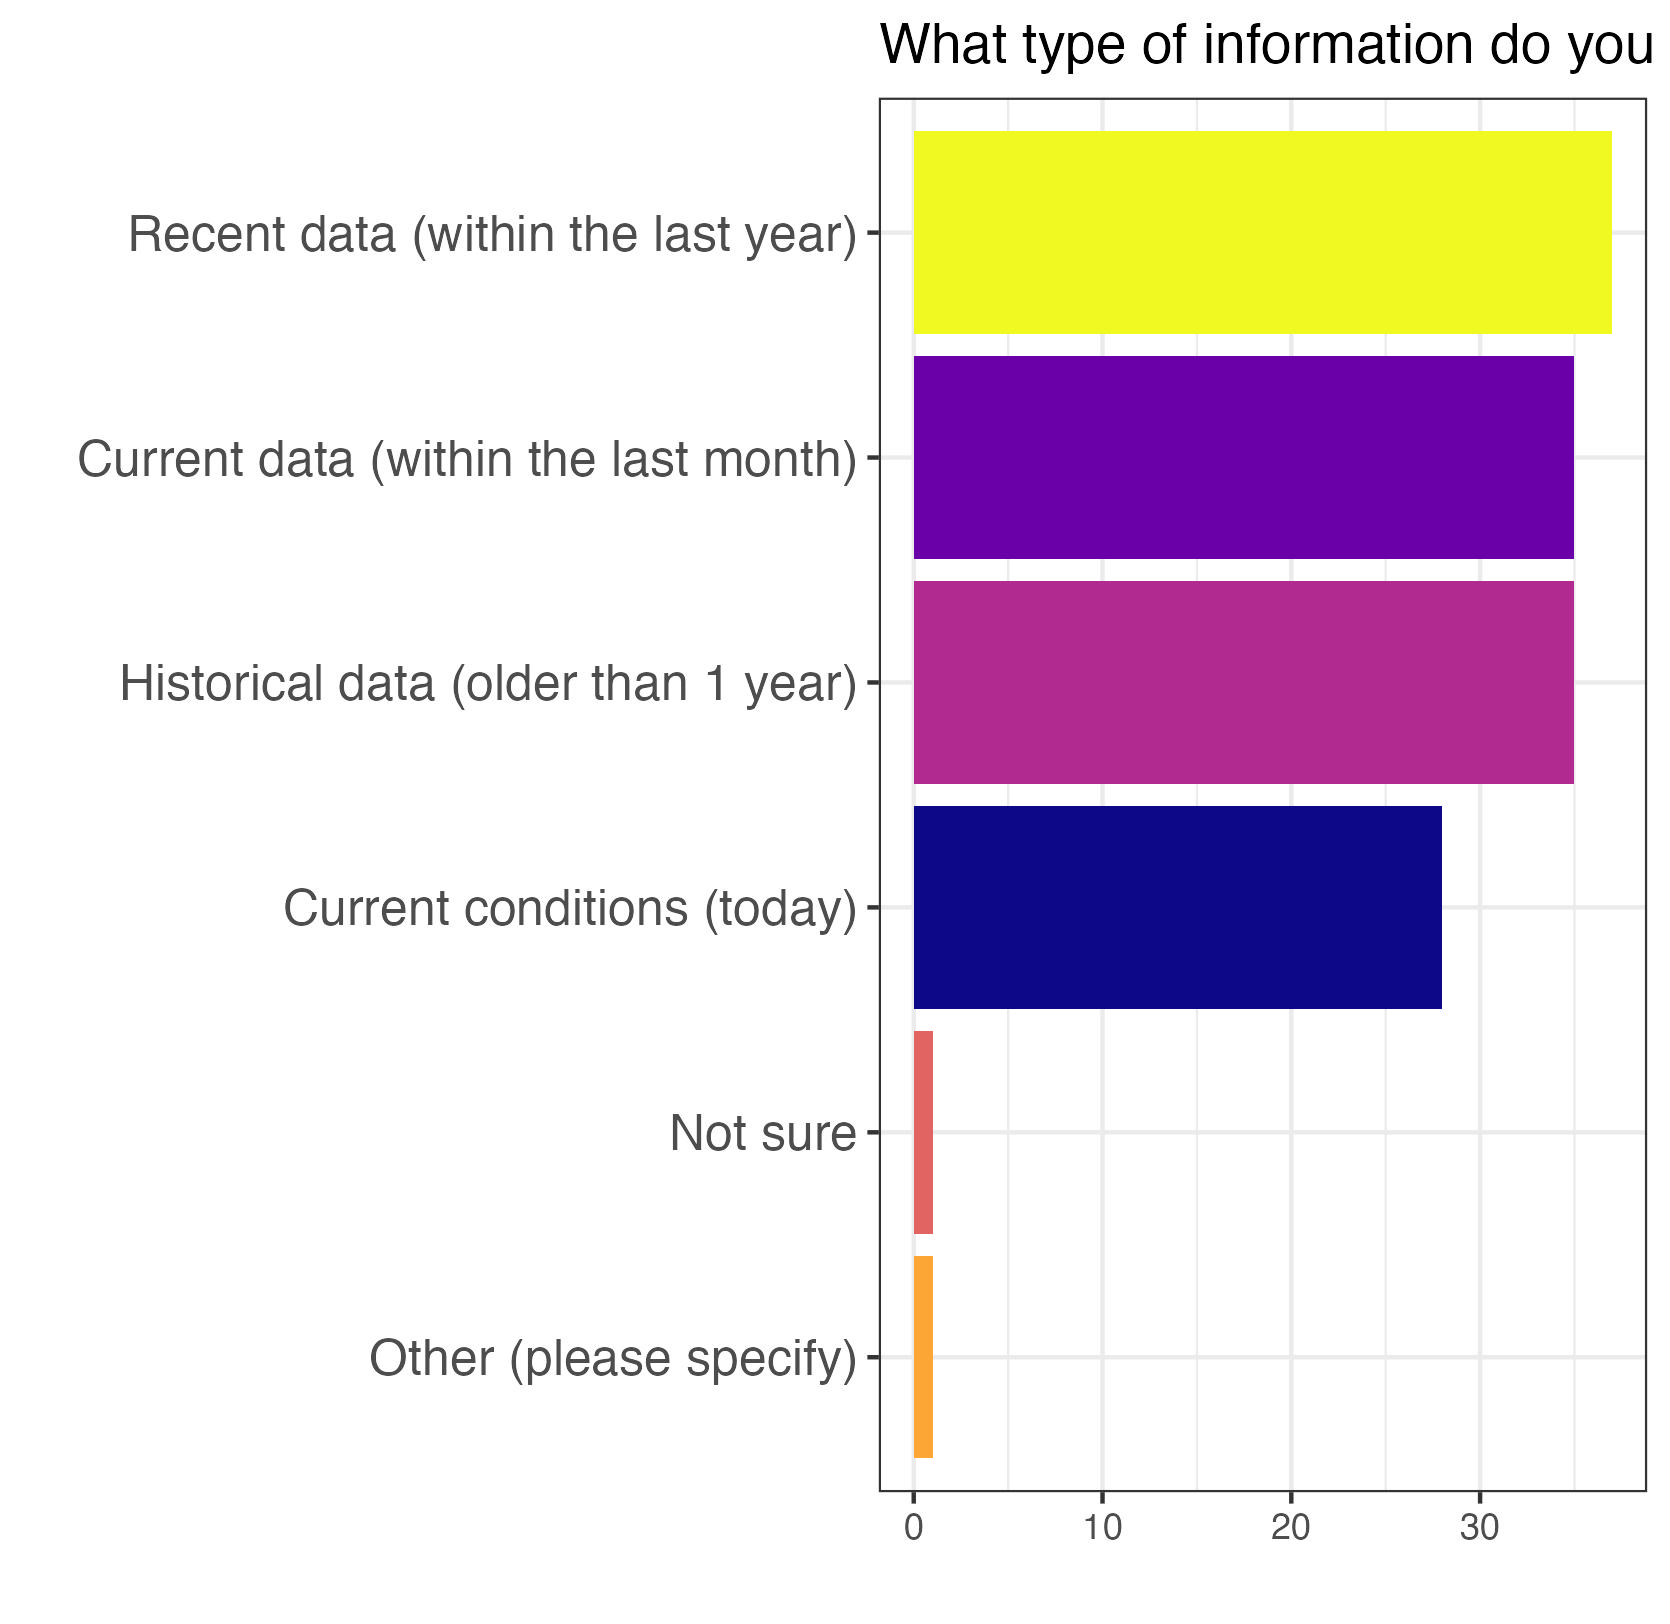 What type of information do you
Recent data (within the last year)
Current data (within the last month)
Historical data (older than 1 year)
Current conditions (today)
Not sure
Other (please specify)
0 10 20 30